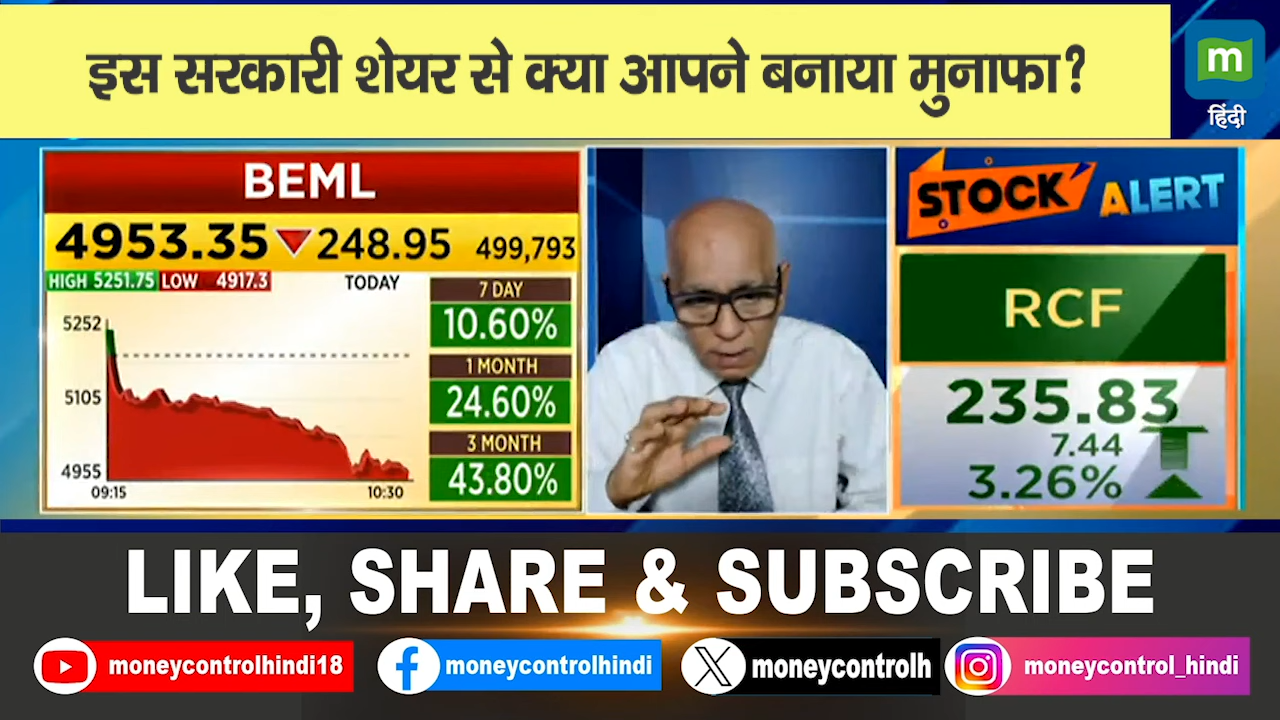 इस सरकारी शेयर से क्या आपने बनाया मुनाफा?
m
हिंदी
BEML
4953.35 248.95 499,793
HIGH 5251.75 LOW 4917.3 TODAY
5252
5105
4955
09:15 10:30
7 DAY
10.60%
1 MONTH
24.60%
3 MONTH
43.80%
STOCK ALERT
RCF
235.83
7.44
3.26%
LIKE, SHARE & SUBSCRIBE
moneycontrolhindi18 moneycontrolhindi moneycontrolh moneycontrol_hindi